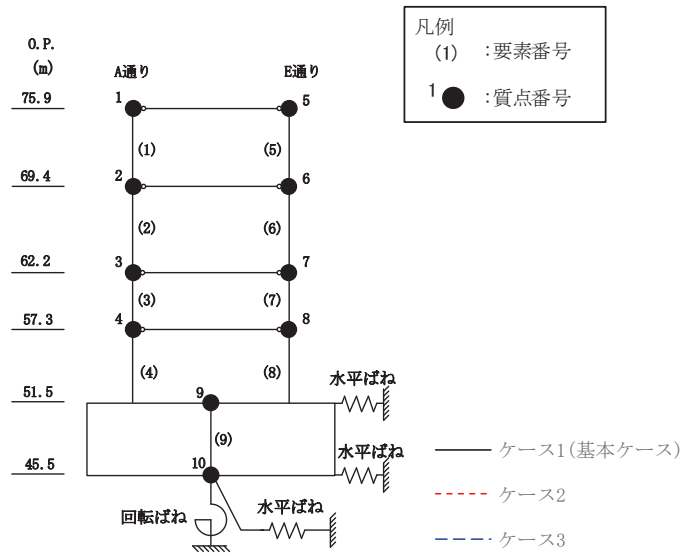 O.P.
(m)
A通り
E通り
75.9
1
5
(1)
(5)
69.4
2
6
(2)
(6)
62.2
3
7
(3)
(7)
57.3
4
8
(4)
(8)
51.5
9
水平ばね
(9)
45.5
10
水平ばね
回転ばね
水平ばね
凡例
(1) :要素番号
1 :質点番号
ケース1(基本ケース)
ケース2
ケース3